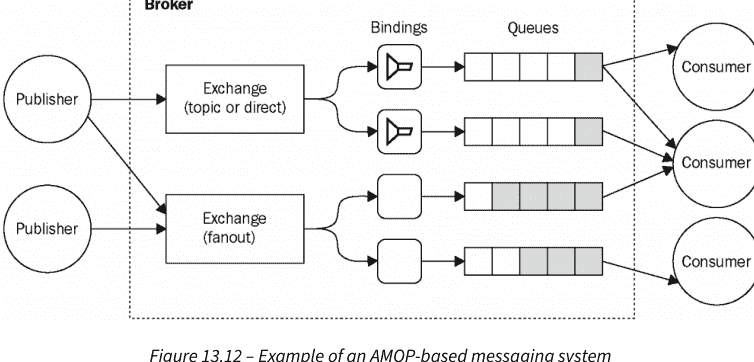 Broker
Bindings
Queues
Publisher
Exchange
(topic or direct)
Consumer
Consumer
Publisher
Exchange
(fanout)
Consumer
Figure 13.12 – Example of an AMOP-based messaging system